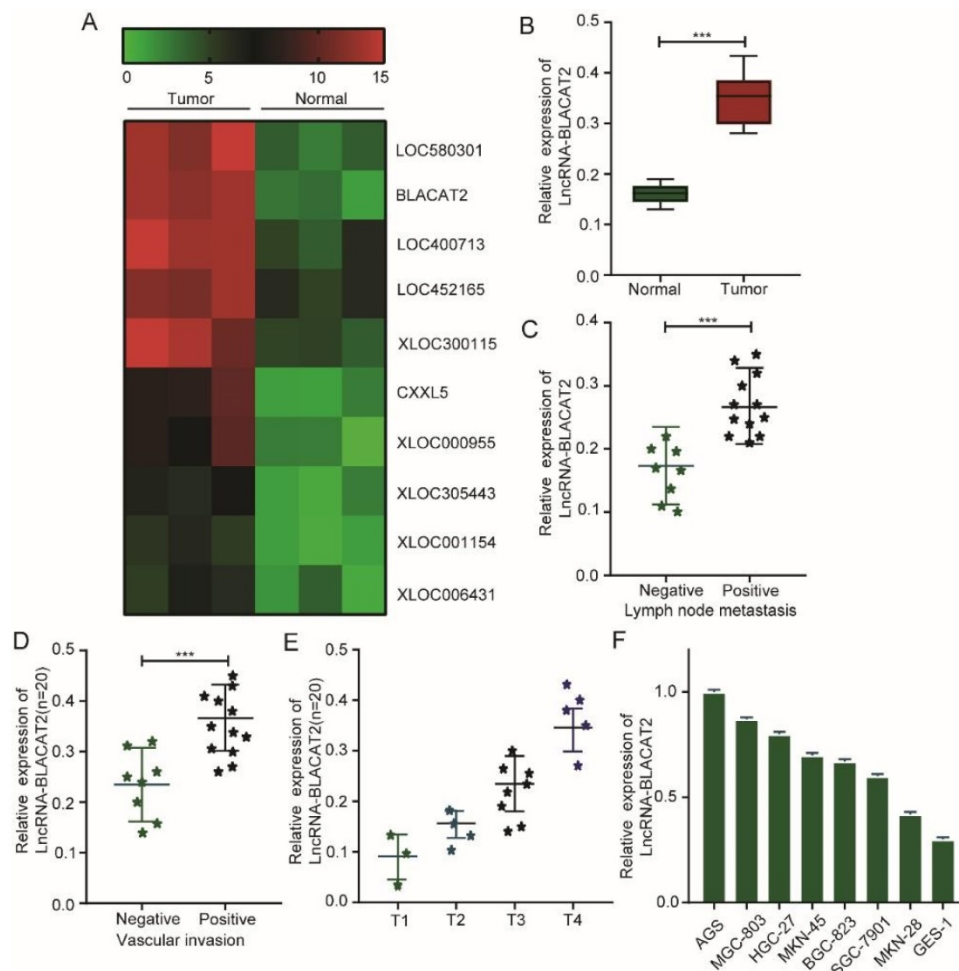 A
0 5 10 15
Tumor Normal
LOC580301
BLACAT2
LOC400713
LOC452165
XLOC300115
CXXL5
XLOC000955
XLOC305443
XLOC001154
XLOC006431
B
Relative expression of
LncRNA-BLACAT2
0.5
0.4
0.3
0.2
0.1
0.0
***
Normal Tumor
C
Relative expression of
LncRNA-BLACAT2
0.4
0.3
0.2
0.1
0.0
***
Negative Positive
Lymph node metastasis
D
Relative expression of
LncRNA-BLACAT2(n=20)
0.5
0.4
0.3
0.2
0.1
0.0
***
Negative Positive
Vascular invasion
E
Relative expression of
LncRNA-BLACAT2(n=20)
0.5
0.4
0.3
0.2
0.1
0.0
T1 T2 T3 T4
F
Relative expression of
LncRNA-BLACAT2
1.0
0.5
0.0
AGS
MGC-803
HGC-27
MKN-45
BGC-823
SGC-7901
MKN-28
GES-1